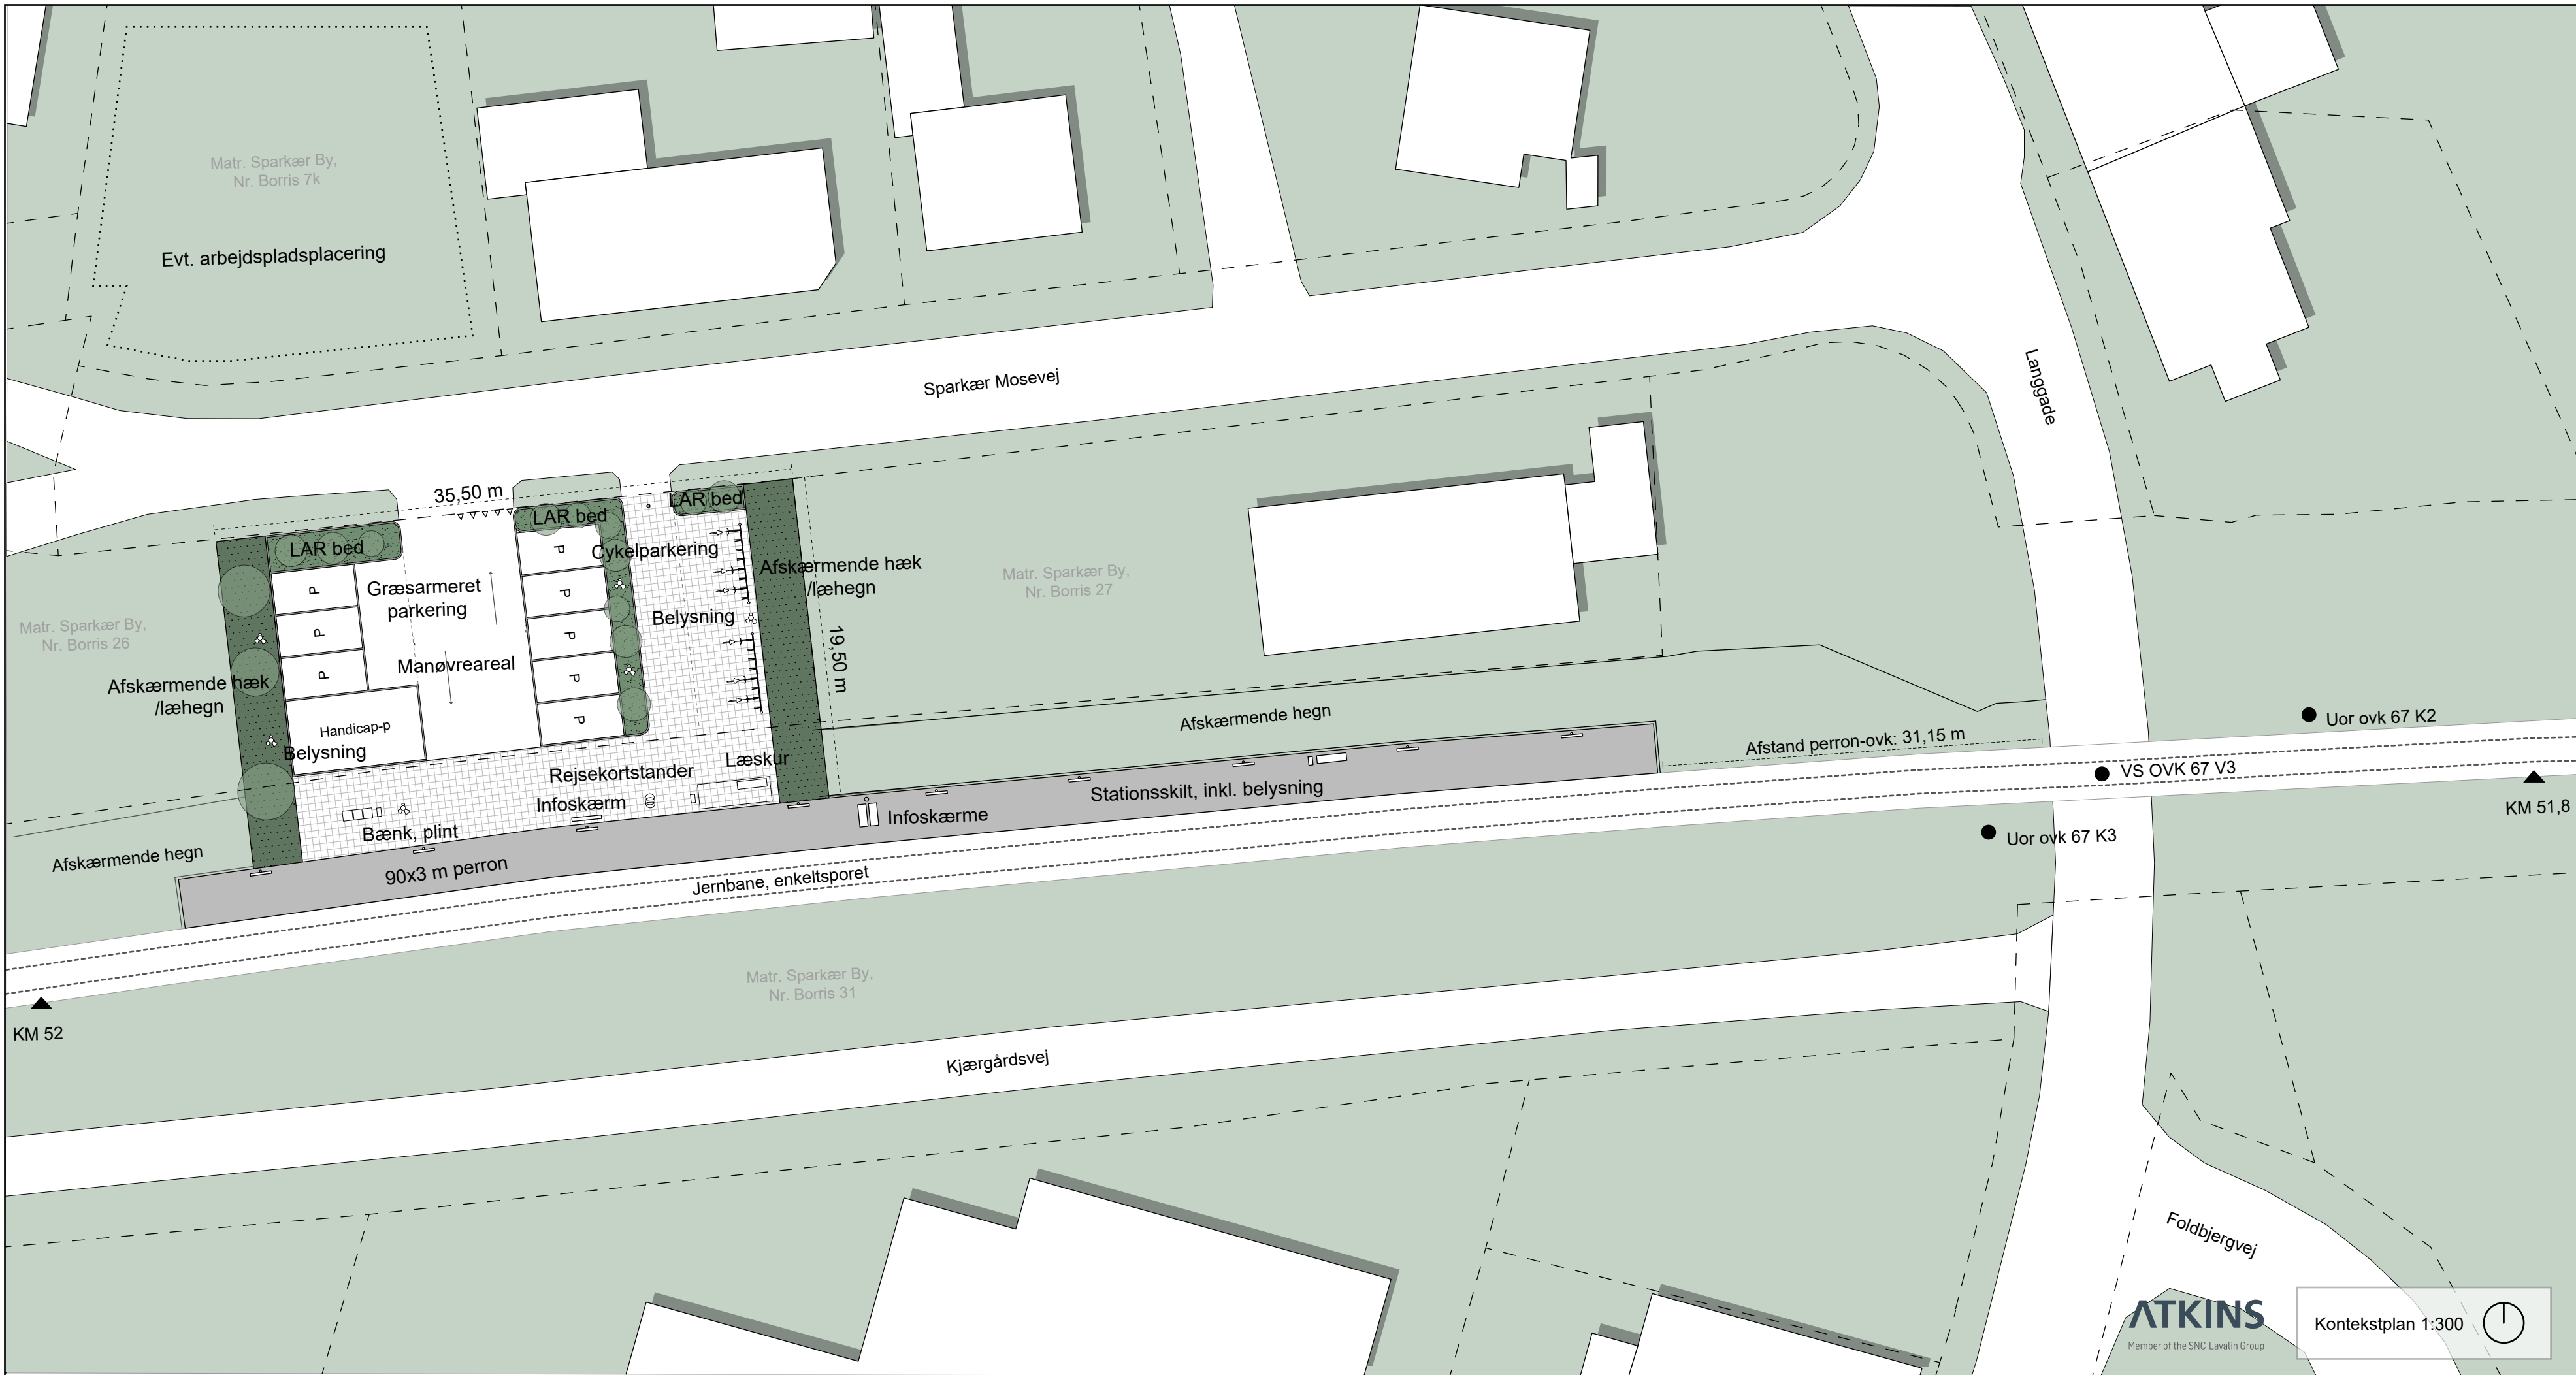 Matr. Sparkær By,
Nr. Borris 7k
Evt. arbejdspladsplacering
Sparkær Mosevej
Langgade
35,50 m
LAR bed
LAR bed
LAR bed
P
P
P
P
P
P
P
P
Græsarmeret
parkering
Manøvreareal
Handicap-p
Cykelparkering
Belysning
Afskærmende hæk
/læhegn
19,50 m
Matr. Sparkær By,
Nr. Borris 27
Matr. Sparkær By,
Nr. Borris 26
Afskærmende hæk
/læhegn
Belysning
Afskærmende hegn
Afskærmende hegn
Læskur
Rejsekortstander
Infoskærm
Bænk, plint
90x3 m perron
Infoskærme
Stationsskilt, inkl. belysning
Afstand perron-ovk: 31,15 m
Uor ovk 67 K2
VS OVK 67 V3
KM 51,8
Uor ovk 67 K3
Jernbane, enkeltsporet
Matr. Sparkær By,
Nr. Borris 31
KM 52
Kjærgårdsvej
Foldbjergvej
ATKINS
Member of the SNC-Lavalin Group
Kontekstplan 1:300